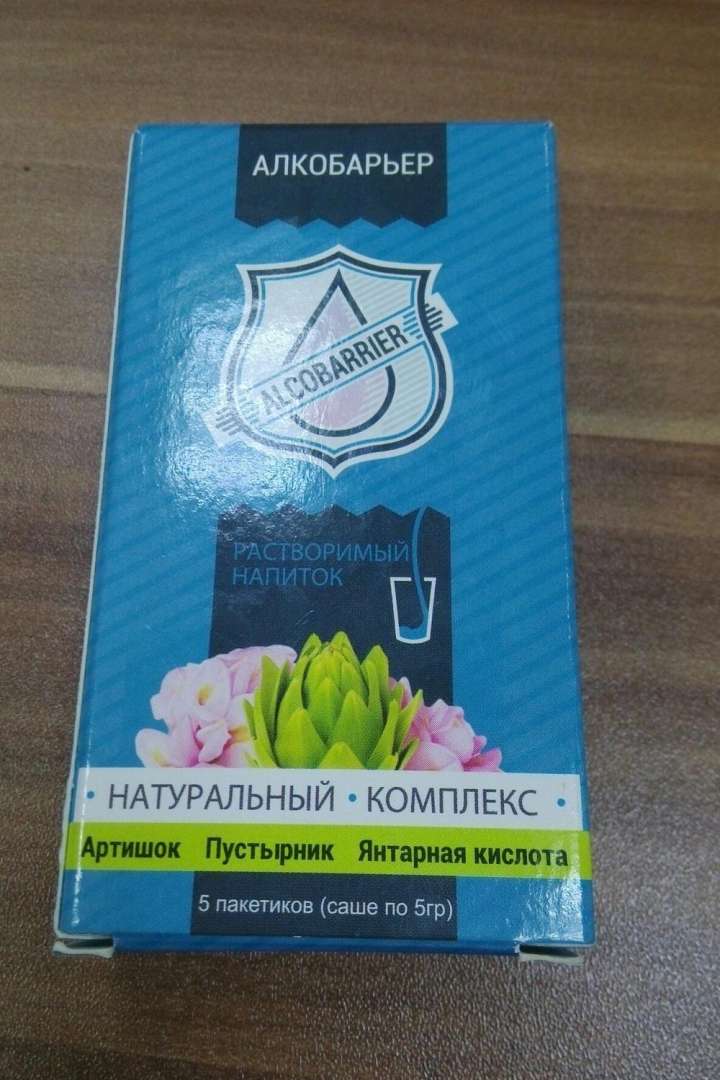 АЛКОБАРЬЕР
ALCOBARRIER
РАСТВОРИМЫЙ
НАПИТОК
• НАТУРАЛЬНЫЙ • КОМПЛЕКС •
Артишок Пустырник Янтарная кислота
5 пакетиков (саше по 5гр)